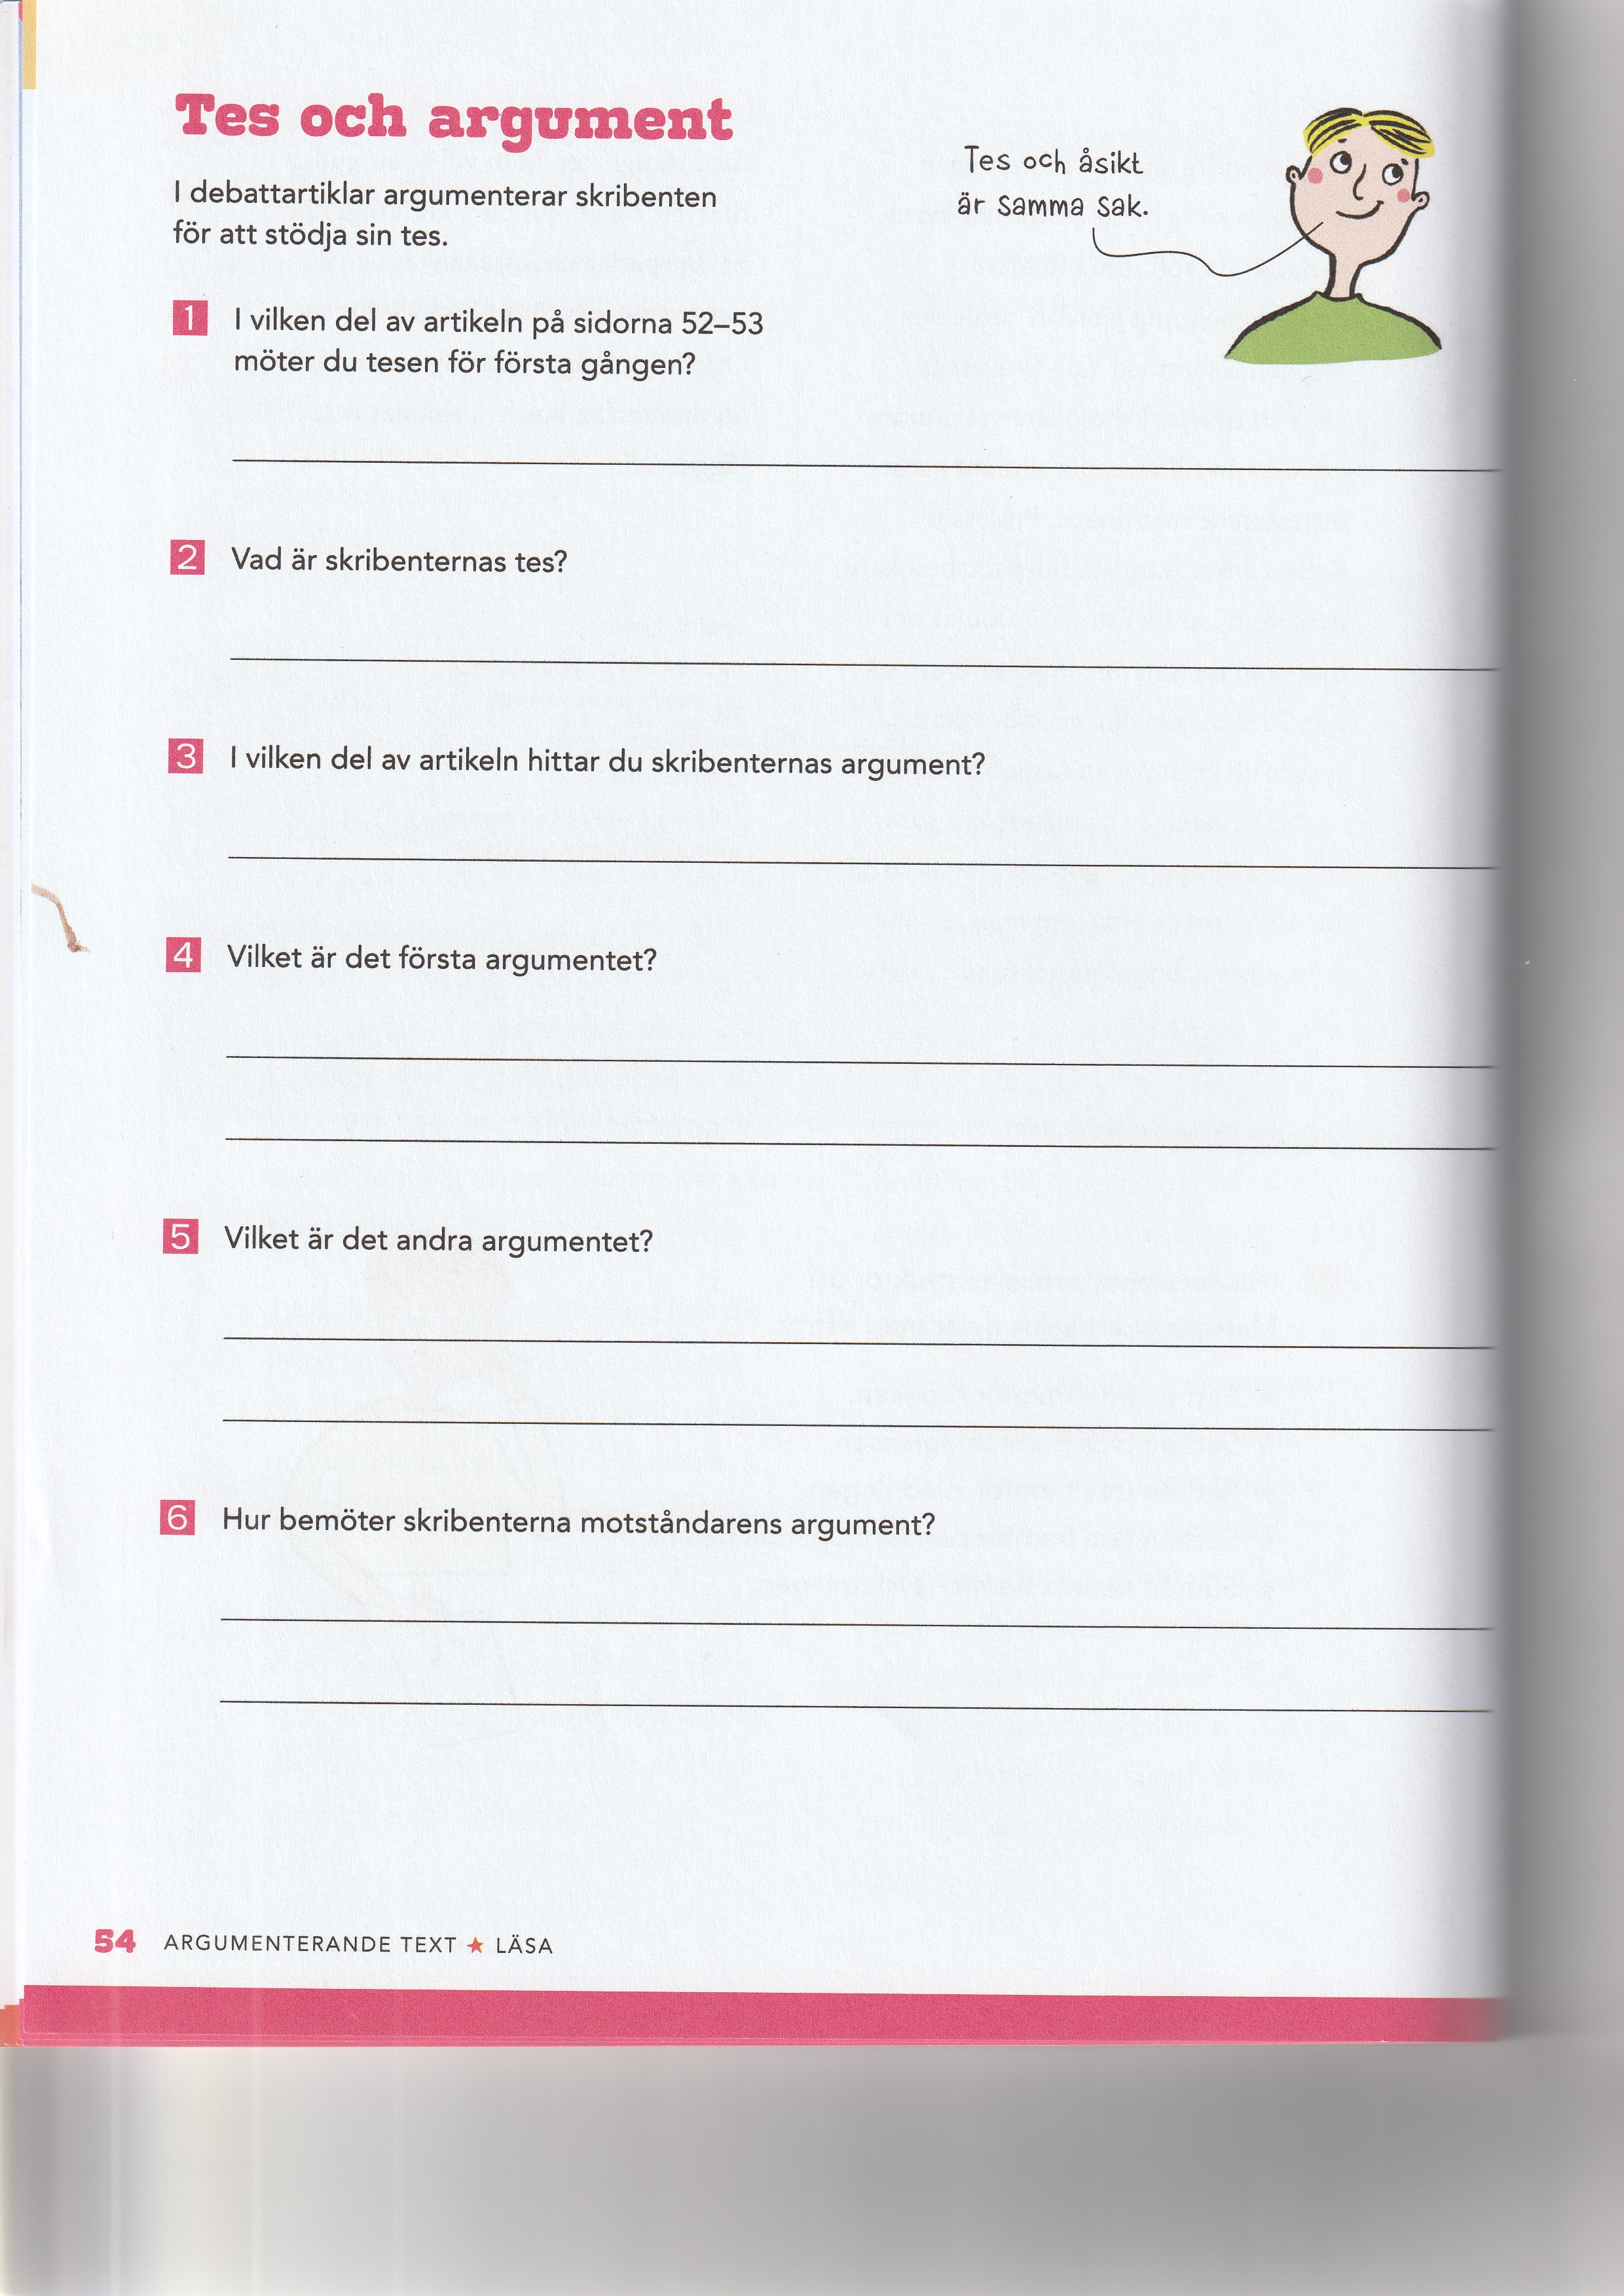 Tes och argument
Tes och åsikt
är samma sak.
I debattartiklar argumenterar skribenten
för att stödja sin tes.
1 I vilken del av artikeln på sidorna 52–53
möter du tesen för första gången?
2 Vad är skribenternas tes?
3 I vilken del av artikeln hittar du skribenternas argument?
4 Vilket är det första argumentet?
5 Vilket är det andra argumentet?
6 Hur bemöter skribenterna motståndarens argument?
54 ARGUMENTERANDE TEXT ★ LÄSA